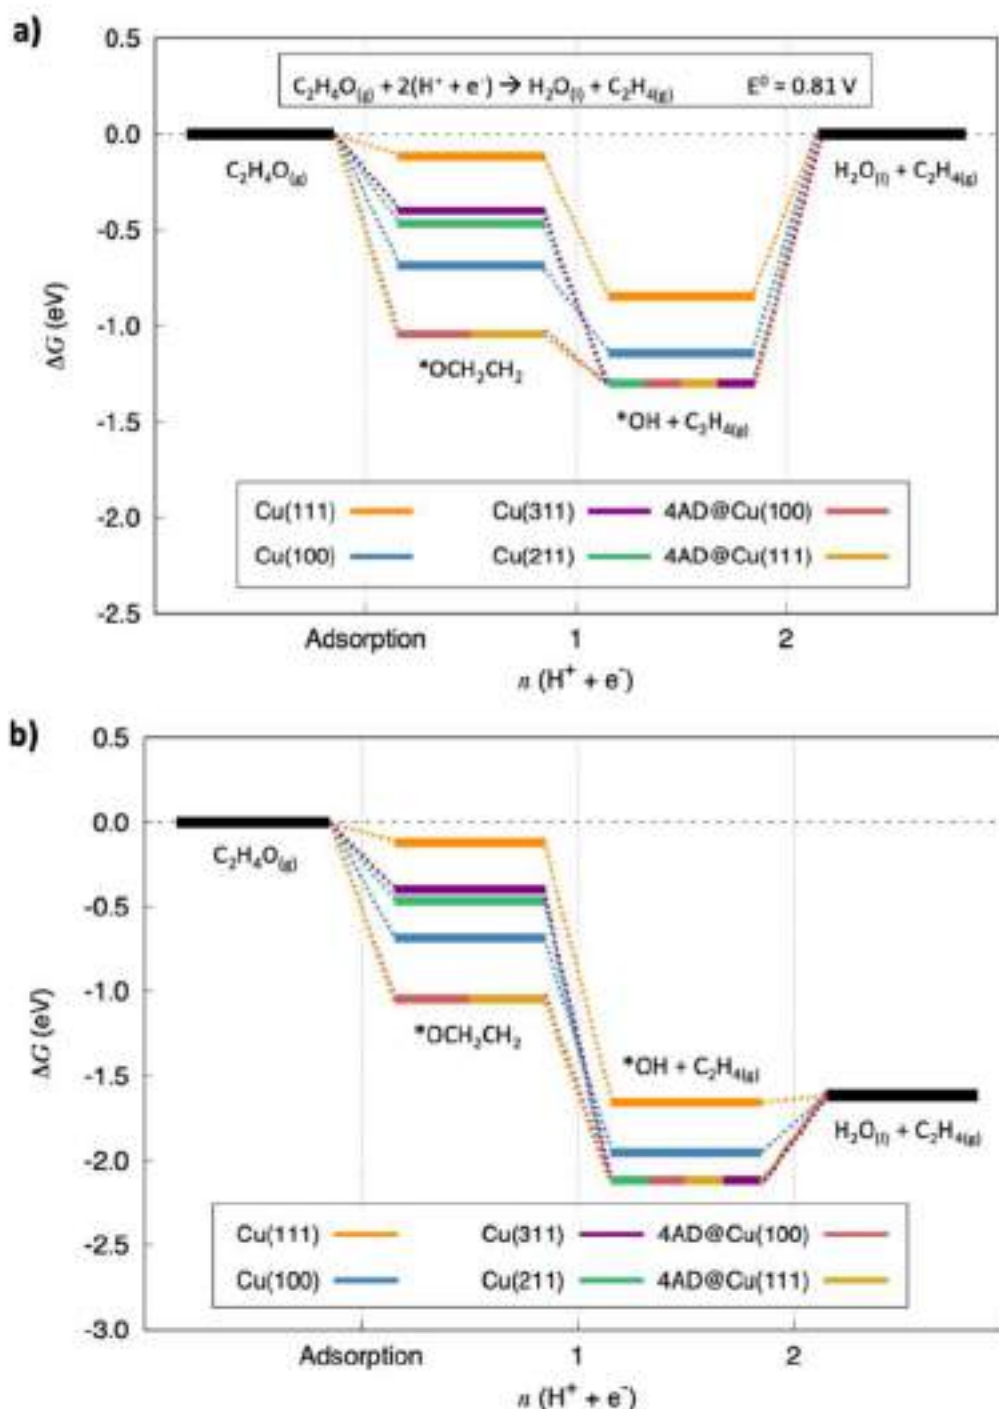 a)
0.5
C₂H₄O₍g₎ + 2(H⁺ + e⁻) → H₂O₍l₎ + C₂H₄₍g₎ E⁰ = 0.81 V
0.0
C₂H₄O₍g₎
H₂O₍l₎ + C₂H₄₍g₎
-0.5
ΔG (eV)
-1.0
*OCH₂CH₂
*OH + C₂H₄₍g₎
-1.5
-2.0
Cu(111) Cu(311) 4AD@Cu(100)
Cu(100) Cu(211) 4AD@Cu(111)
-2.5
Adsorption 1 2
n (H⁺ + e⁻)
b)
0.5
0.0
C₂H₄O₍g₎
-0.5
ΔG (eV)
-1.0
*OCH₂CH₂
*OH + C₂H₄₍g₎
-1.5
H₂O₍l₎ + C₂H₄₍g₎
-2.0
Cu(111) Cu(311) 4AD@Cu(100)
-2.5
Cu(100) Cu(211) 4AD@Cu(111)
-3.0
Adsorption 1 2
n (H⁺ + e⁻)